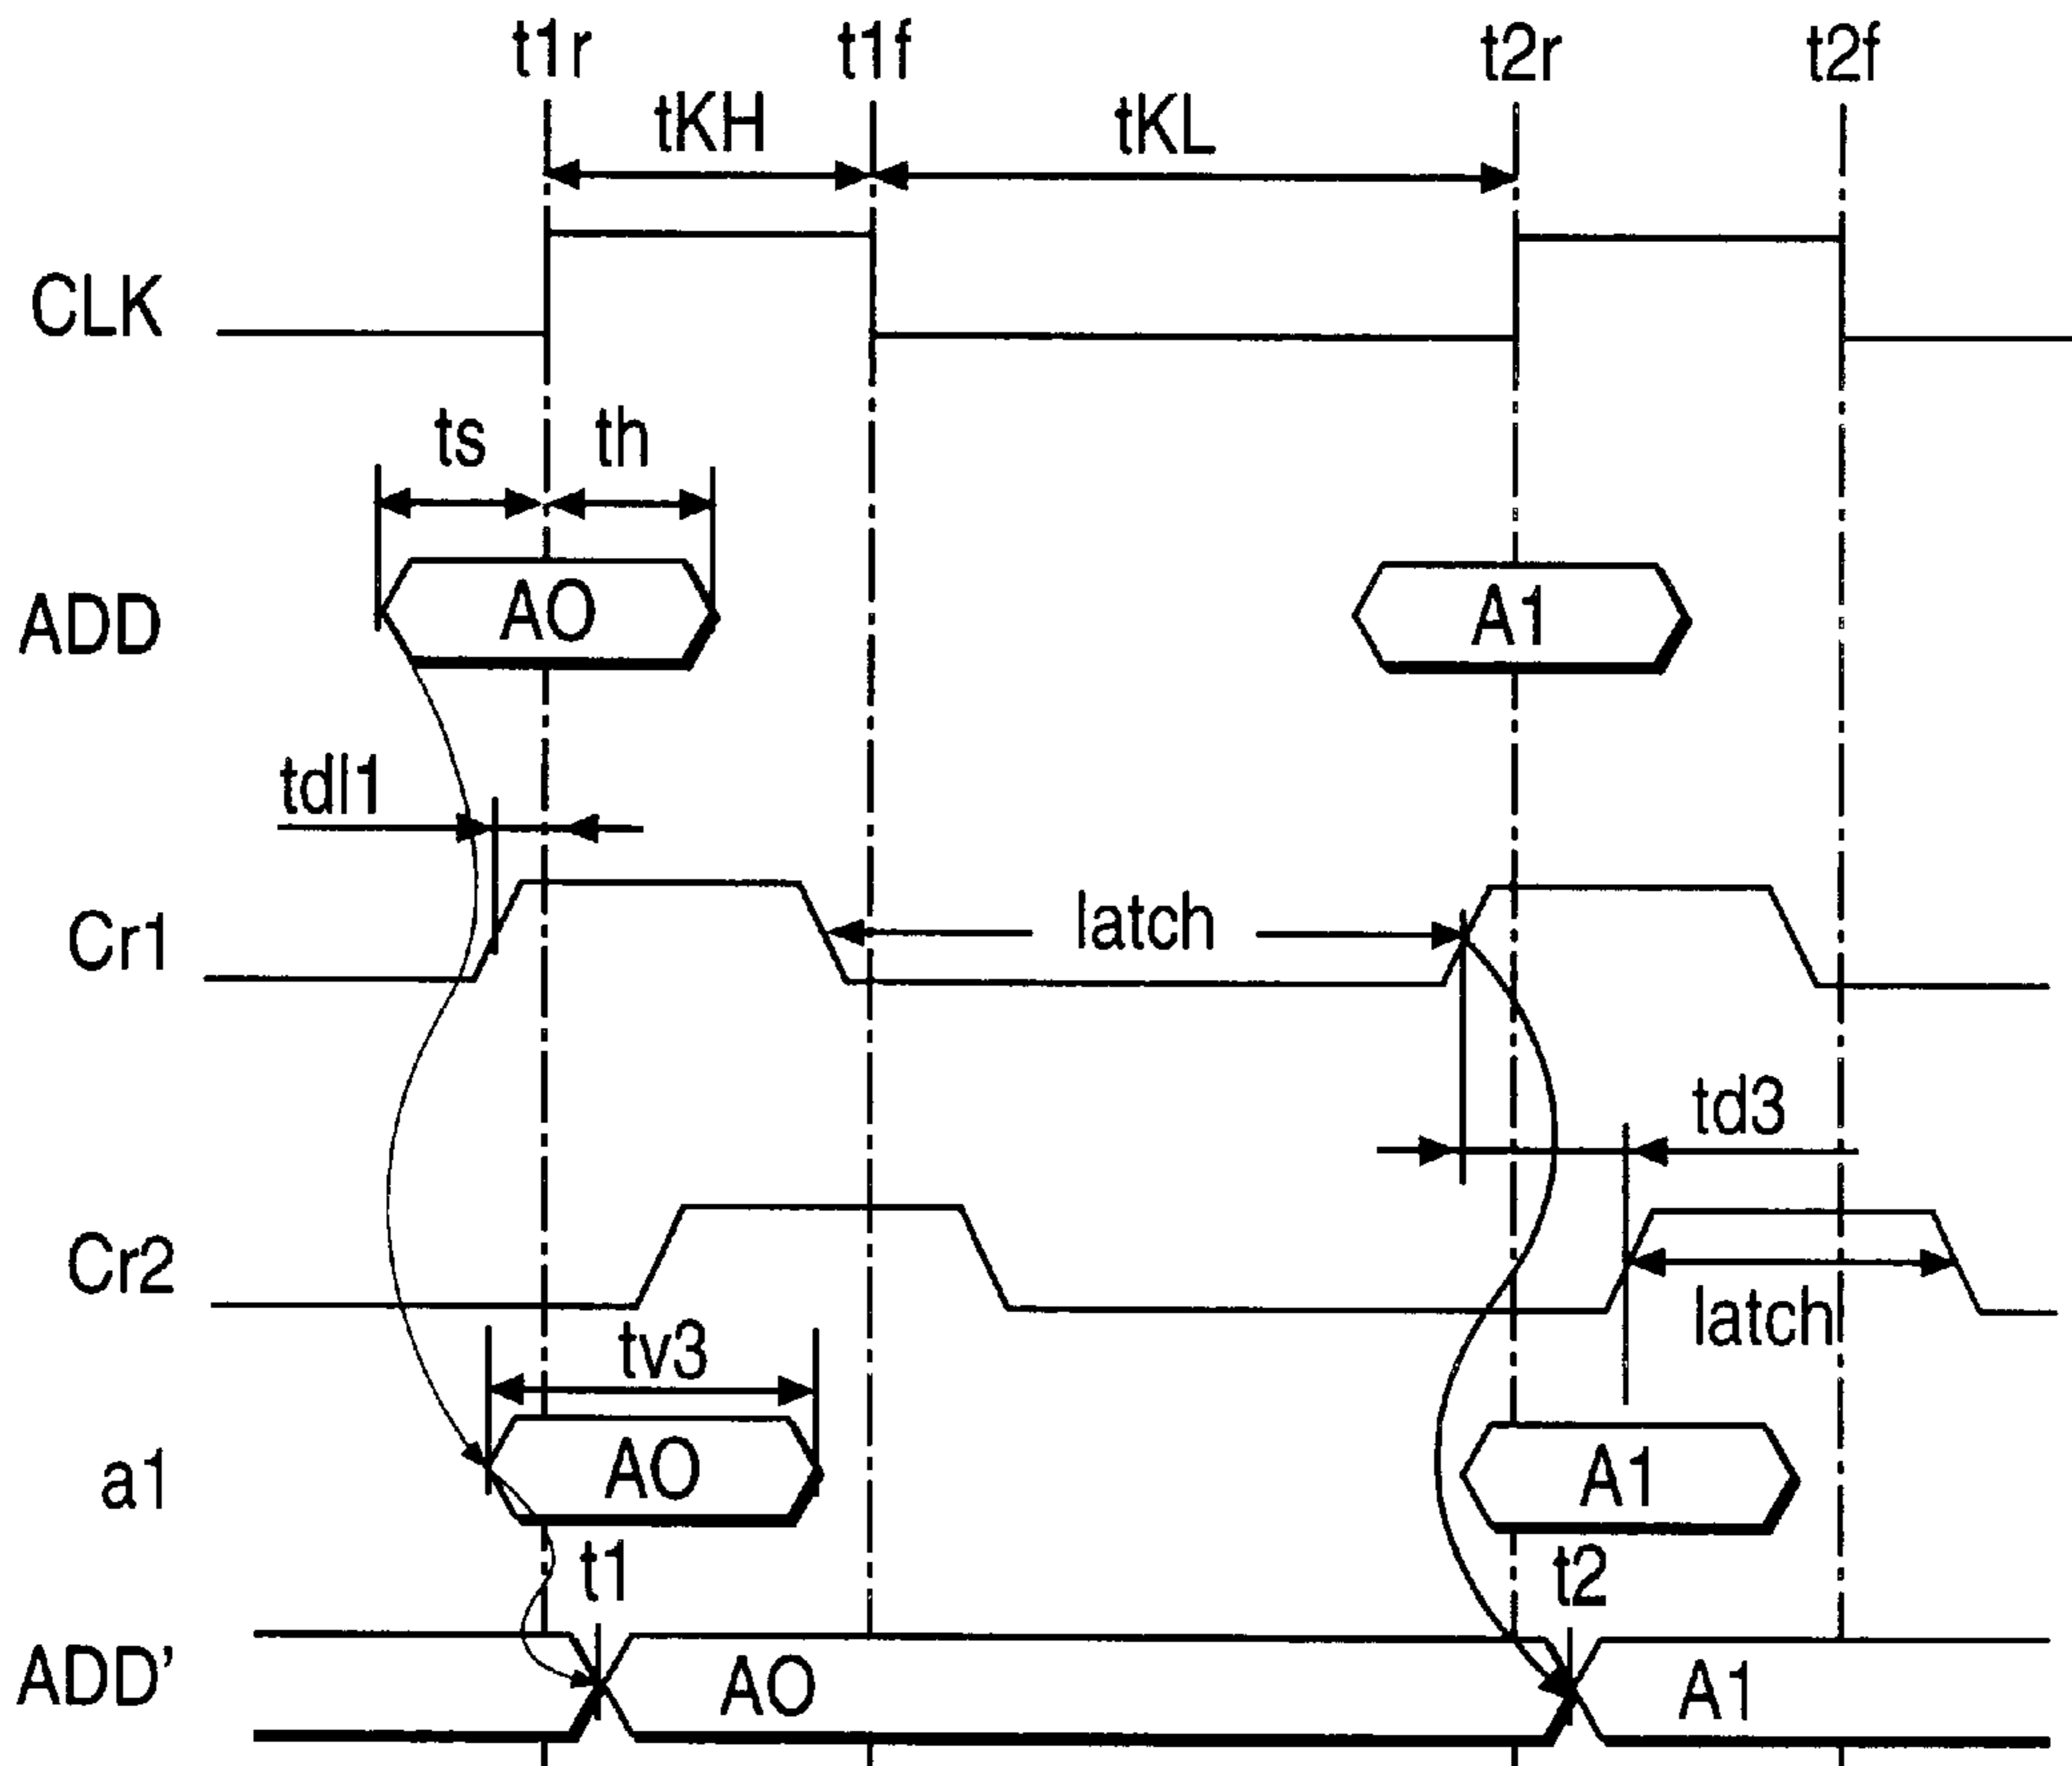 t1r t1f t2r t2f
tKH tKL
CLK
ts th
ADD AO A1
tdl1
Cr1 latch
td3
Cr2 latch
tv3
a1 AO A1
t1 t2
ADD' AO A1